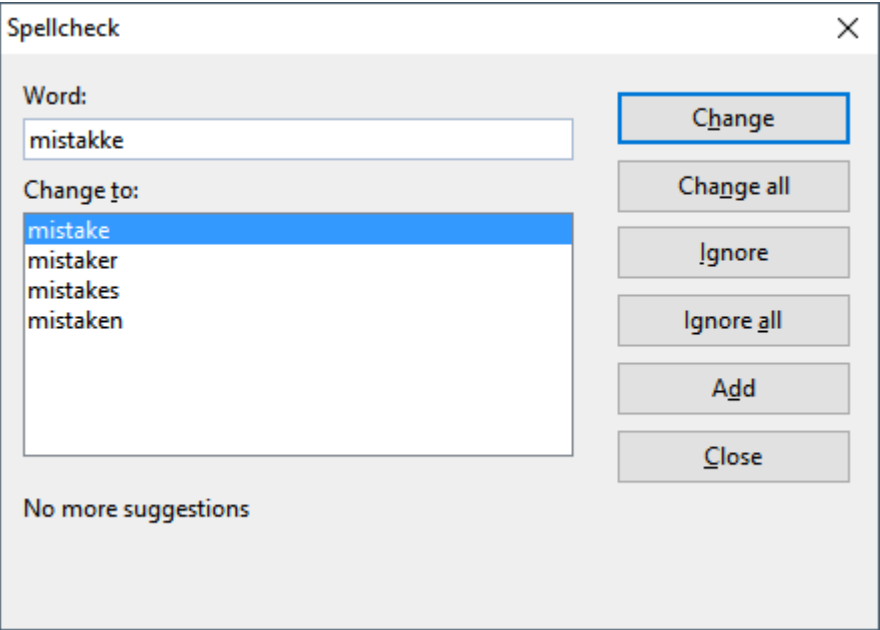 Spellcheck
Word:
mistakke
Change to:
mistake
mistaker
mistakes
mistaken
No more suggestions
Change
Change all
Ignore
Ignore all
Add
Close